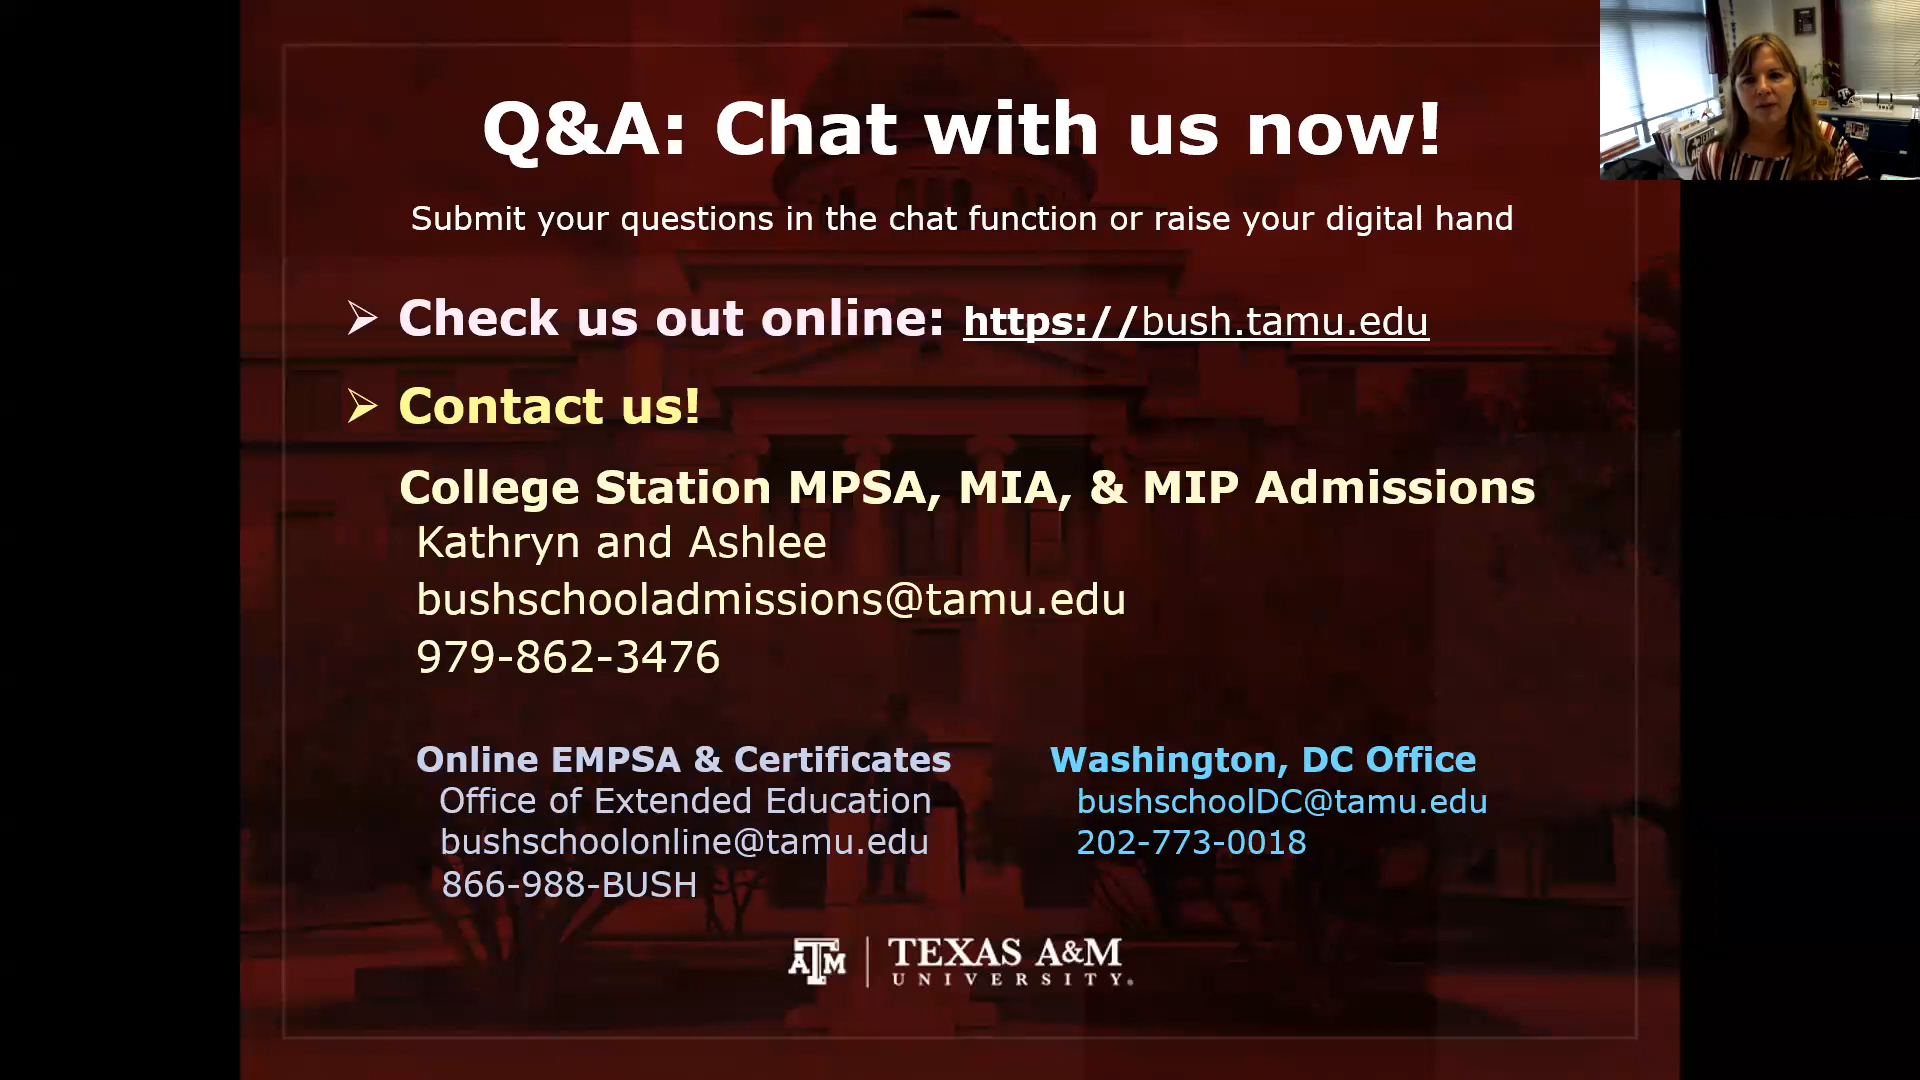 Q&A: Chat with us now!
Submit your questions in the chat function or raise your digital hand
➢ Check us out online: https://bush.tamu.edu
➢ Contact us!
College Station MPSA, MIA, & MIP Admissions
Kathryn and Ashlee
bushschooladmissions@tamu.edu
979-862-3476
Online EMPSA & Certificates
Office of Extended Education
bushschoolonline@tamu.edu
866-988-BUSH
Washington, DC Office
bushschoolDC@tamu.edu
202-773-0018
ATM | TEXAS A&M
UNIVERSITY®